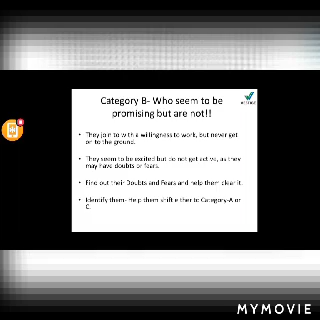 Category B- Who seem to be
promising but are not!!
VESTIGE
• They join to with a willingness to work, but never get
on to the ground.
• They seem to be excited but do not get active, as they
may have doubts or fears.
• Find out their Doubts and Fears and help them clear it.
• Identify them- Help them shift either to Category-A or
C.
MYMOVIE